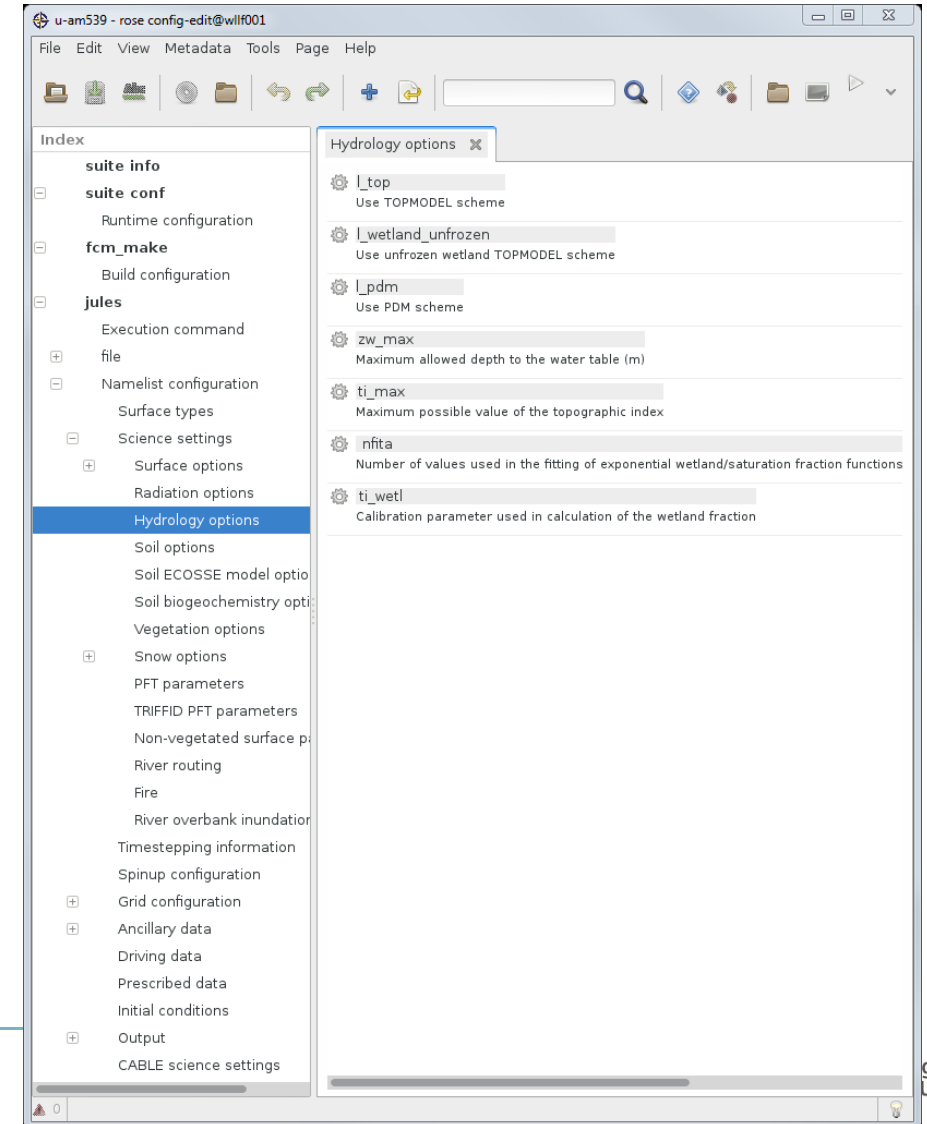 u-am539 - rose config-edit@wllf001
File Edit View Metadata Tools Page Help
Index
suite info
suite conf
Runtime configuration
fcm_make
Build configuration
jules
Execution command
file
Namelist configuration
Surface types
Science settings
Surface options
Radiation options
Hydrology options
Soil options
Soil ECOSSE model optio
Soil biogeochemistry opti
Vegetation options
Snow options
PFT parameters
TRIFFID PFT parameters
Non-vegetated surface pa
River routing
Fire
River overbank inundation
Timestepping information
Spinup configuration
Grid configuration
Ancillary data
Driving data
Prescribed data
Initial conditions
Output
CABLE science settings
0
Hydrology options
l_top
Use TOPMODEL scheme
l_wetland_unfrozen
Use unfrozen wetland TOPMODEL scheme
l_pdm
Use PDM scheme
zw_max
Maximum allowed depth to the water table (m)
ti_max
Maximum possible value of the topographic index
nfita
Number of values used in the fitting of exponential wetland/saturation fraction functions
ti_wetl
Calibration parameter used in calculation of the wetland fraction